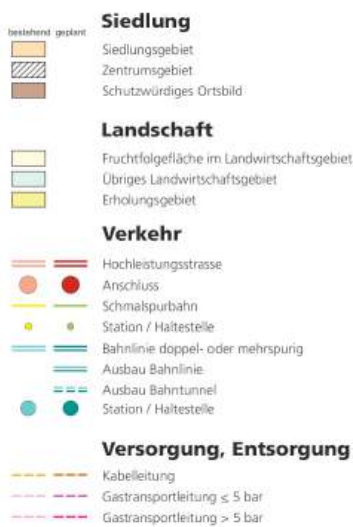 Siedlung
bestehend geplant
Siedlungsgebiet
Zentrumsgebiet
Schutzwürdiges Ortsbild
Landschaft
Fruchtfolgefläche im Landwirtschaftsgebiet
Übriges Landwirtschaftsgebiet
Erholungsgebiet
Verkehr
Hochleistungsstrasse
Anschluss
Schmalspurbahn
Station / Haltestelle
Bahnlinie doppel- oder mehrspurig
Ausbau Bahnlinie
Ausbau Bahntunnel
Station / Haltestelle
Versorgung, Entsorgung
Kabelleitung
Gastransportleitung ≤ 5 bar
Gastransportleitung > 5 bar